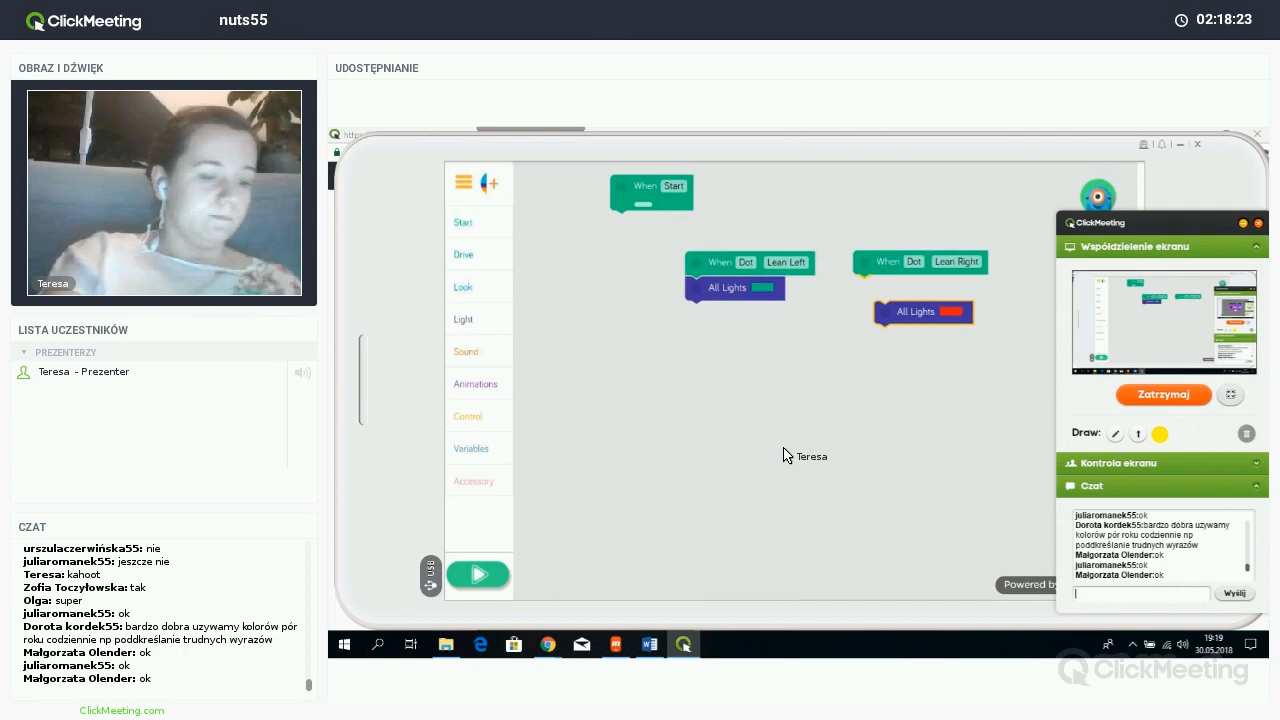 ClickMeeting
nuts55
02:18:23
OBRAZ I DŹWIĘK
Teresa
LISTA UCZESTNIKÓW
PREZENTERZY
Teresa - Prezenter
CZAT
urszulaczerwińska55: nie
juliaromanek55: jeszcze nie
Teresa: kahoot
Zofia Toczyłowska: tak
Olga: super
juliaromanek55: ok
Dorota kordek55: bardzo dobra uzywamy kolorów pór
roku codziennie np poddkreślanie trudnych wyrazów
Małgorzata Olender: ok
juliaromanek55: ok
Małgorzata Olender: ok
ClickMeeting.com
UDOSTĘPNIANIE
Start
Drive
Look
Light
Sound
Animations
Control
Variables
Accessory
When Start
When Dot Lean Left
All Lights
When Dot Lean Right
All Lights
Teresa
USB
Powered by
ClickMeeting
Współdzielenie ekranu
Zatrzymaj
Draw:
Kontrola ekranu
Czat
juliaromanek55:ok
Dorota kordek55:bardzo dobra uzywamy
kolorów pór roku codziennie np
poddkreślanie trudnych wyrazów
Małgorzata Olender:ok
juliaromanek55:ok
Małgorzata Olender:ok
Wyślij
19:19
30.05.2018
ClickMeeting